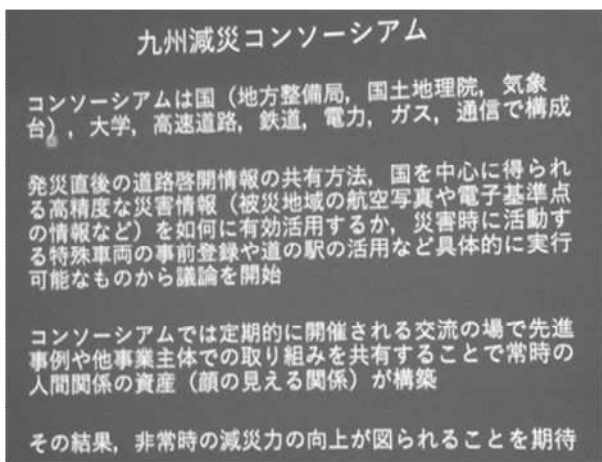 九州減災コンソーシアム
コンソーシアムは国（地方整備局，国土地理院，気象
台），大学，高速道路，鉄道，電力，ガス，通信で構成
発災直後の道路啓開情報の共有方法，国を中心に得られ
る高精度な災害情報（被災地域の航空写真や電子基準点
の情報など）を如何に有効活用するか，災害時に活動す
る特殊車両の事前登録や道の駅の活用など具体的に実行
可能なものから議論を開始
コンソーシアムでは定期的に開催される交流の場で先進
事例や他事業主体での取り組みを共有することで常時の
人間関係の資産（顔の見える関係）が構築
その結果，非常時の減災力の向上が図られることを期待